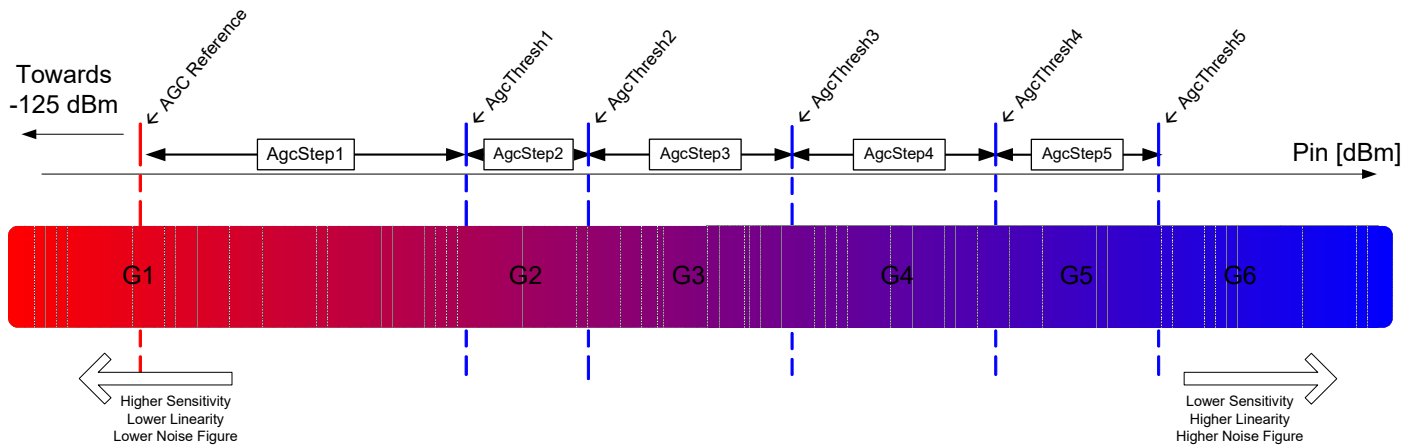 Towards
-125 dBm
← AGC Reference
← AgcThresh1
← AgcThresh2
← AgcThresh3
← AgcThresh4
← AgcThresh5
AgcStep1
AgcStep2
AgcStep3
AgcStep4
AgcStep5
Pin [dBm]
G1
G2
G3
G4
G5
G6
Higher Sensitivity
Lower Linearity
Lower Noise Figure
Lower Sensitivity
Higher Linearity
Higher Noise Figure